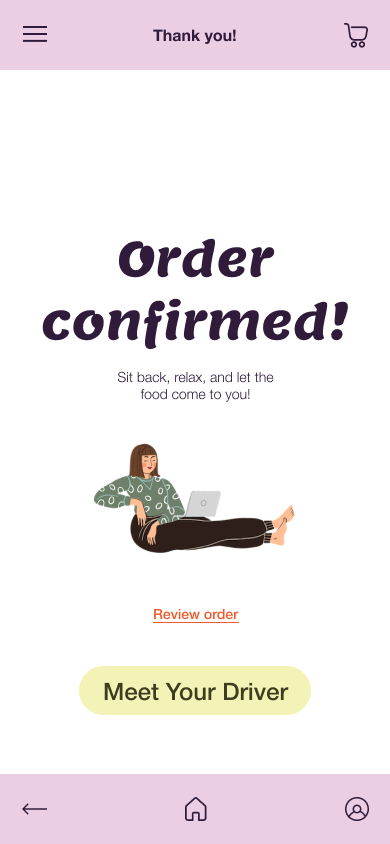 Thank you!
Order
confirmed!
Sit back, relax, and let the
food come to you!
Review order
Meet Your Driver